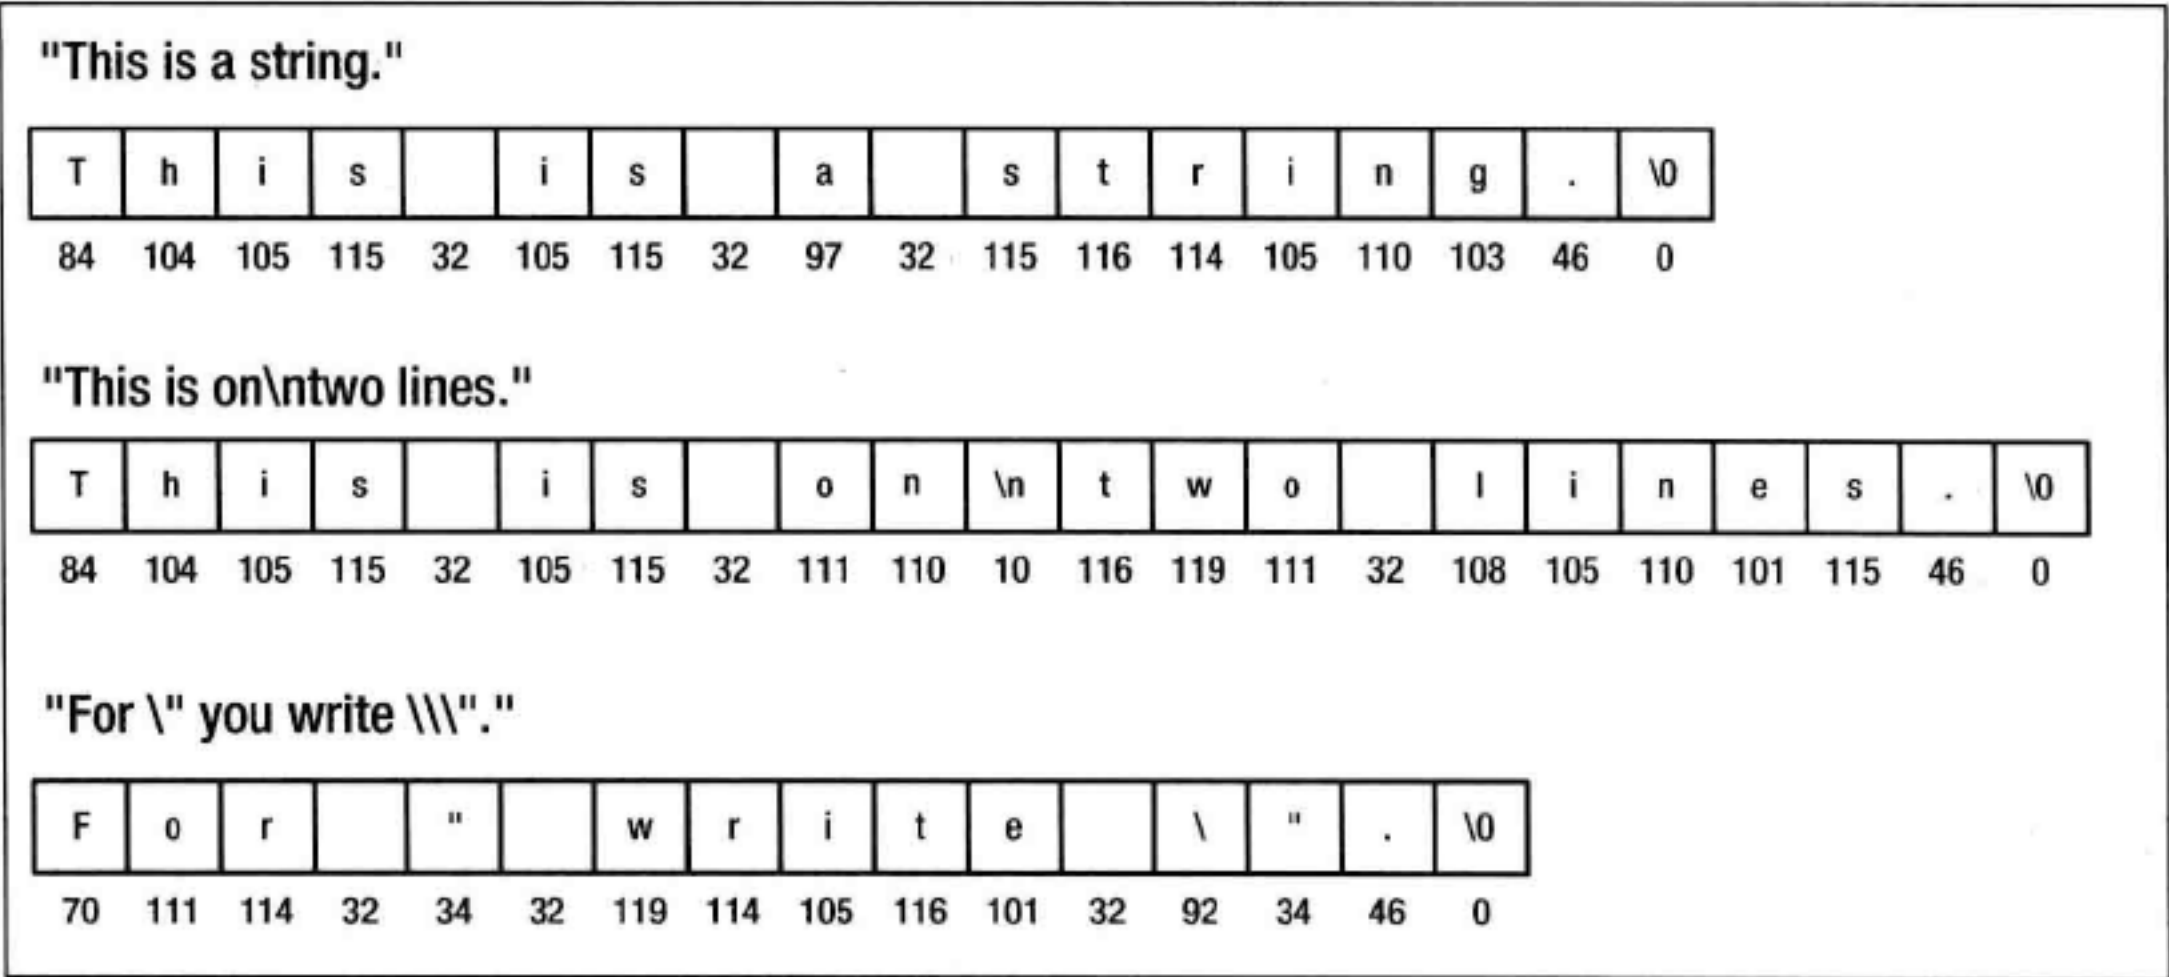 "This is a string."
T h i s i s a s t r i n g . \0
84 104 105 115 32 105 115 32 97 32 115 116 114 105 110 103 46 0
"This is on\ntwo lines."
T h i s i s o n \n t w o l i n e s . \0
84 104 105 115 32 105 115 32 111 110 10 116 119 111 32 108 105 110 101 115 46 0
"For \" you write \\\"."
F o r " w r i t e \ " . \0
70 111 114 32 34 32 119 114 105 116 101 32 92 34 46 0